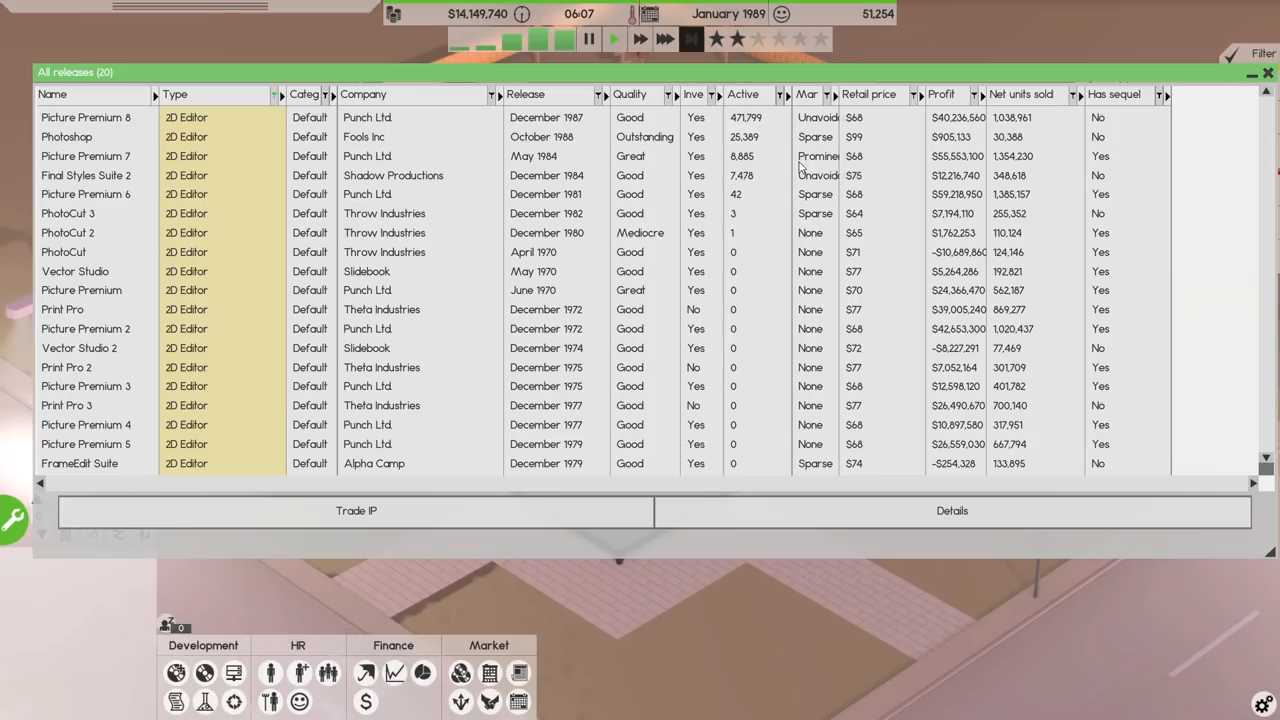 $14,149,740 06:07 January 1989 51,254
Filter
All releases (20)
Name Type Categ Company Release Quality Inve Active Mar Retail price Profit Net units sold Has sequel
Picture Premium 8 2D Editor Default Punch Ltd. December 1987 Good Yes 471,799 Unavoid $68 $40,236,560 1,038,961 No
Photoshop 2D Editor Default Fools Inc October 1988 Outstanding Yes 25,389 Sparse $99 $905,133 30,388 No
Picture Premium 7 2D Editor Default Punch Ltd. May 1984 Great Yes 8,885 Promine $68 $55,553,100 1,354,230 Yes
Final Styles Suite 2 2D Editor Default Shadow Productions December 1984 Good Yes 7,478 Unavoid $75 $12,216,740 348,618 No
Picture Premium 6 2D Editor Default Punch Ltd. December 1981 Good Yes 42 Sparse $68 $59,218,950 1,385,157 Yes
PhotoCut 3 2D Editor Default Throw Industries December 1982 Good Yes 3 Sparse $64 $7,194,110 255,352 No
PhotoCut 2 2D Editor Default Throw Industries December 1980 Mediocre Yes 1 None $65 $1,762,253 110,124 Yes
PhotoCut 2D Editor Default Throw Industries April 1970 Good Yes 0 None $71 -$10,689,860 124,146 Yes
Vector Studio 2D Editor Default Slidebook May 1970 Good Yes 0 None $77 $5,264,286 192,821 Yes
Picture Premium 2D Editor Default Punch Ltd. June 1970 Great Yes 0 None $70 $24,366,470 562,187 Yes
Print Pro 2D Editor Default Theta Industries December 1972 Good No 0 None $77 $39,005,240 869,277 Yes
Picture Premium 2 2D Editor Default Punch Ltd. December 1972 Good Yes 0 None $68 $42,653,300 1,020,437 Yes
Vector Studio 2 2D Editor Default Slidebook December 1974 Good Yes 0 None $72 -$8,227,291 77,469 No
Print Pro 2 2D Editor Default Theta Industries December 1975 Good No 0 None $77 $7,052,164 301,709 Yes
Picture Premium 3 2D Editor Default Punch Ltd. December 1975 Good Yes 0 None $68 $12,598,120 401,782 Yes
Print Pro 3 2D Editor Default Theta Industries December 1977 Good No 0 None $77 $26,490,670 700,140 No
Picture Premium 4 2D Editor Default Punch Ltd. December 1977 Good Yes 0 None $68 $10,897,580 317,951 Yes
Picture Premium 5 2D Editor Default Punch Ltd. December 1979 Good Yes 0 None $68 $26,559,030 667,794 Yes
FrameEdit Suite 2D Editor Default Alpha Camp December 1979 Good Yes 0 Sparse $74 -$254,328 133,895 No
Trade IP Details
0
Development HR Finance Market